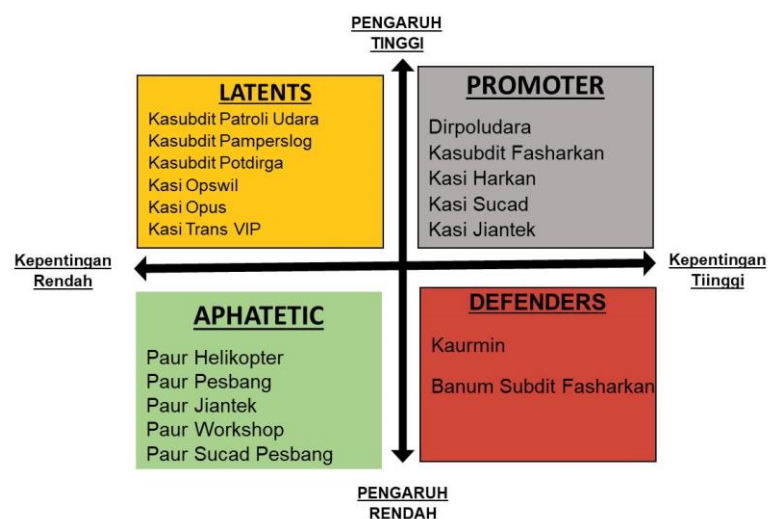 PENGARUH
TINGGI
LATENTS
Kasubdit Patroli Udara
Kasubdit Pamperslog
Kasubdit Potdirga
Kasi Opswil
Kasi Opus
Kasi Trans VIP
PROMOTER
Dirpoludara
Kasubdit Fasharkan
Kasi Harkan
Kasi Sucad
Kasi Jiantek
Kepentingan
Rendah
Kepentingan
Tiinggi
APHATETIC
Paur Helikopter
Paur Pesbang
Paur Jiantek
Paur Workshop
Paur Sucad Pesbang
DEFENDERS
Kaurmin
Banum Subdit Fasharkan
PENGARUH
RENDAH